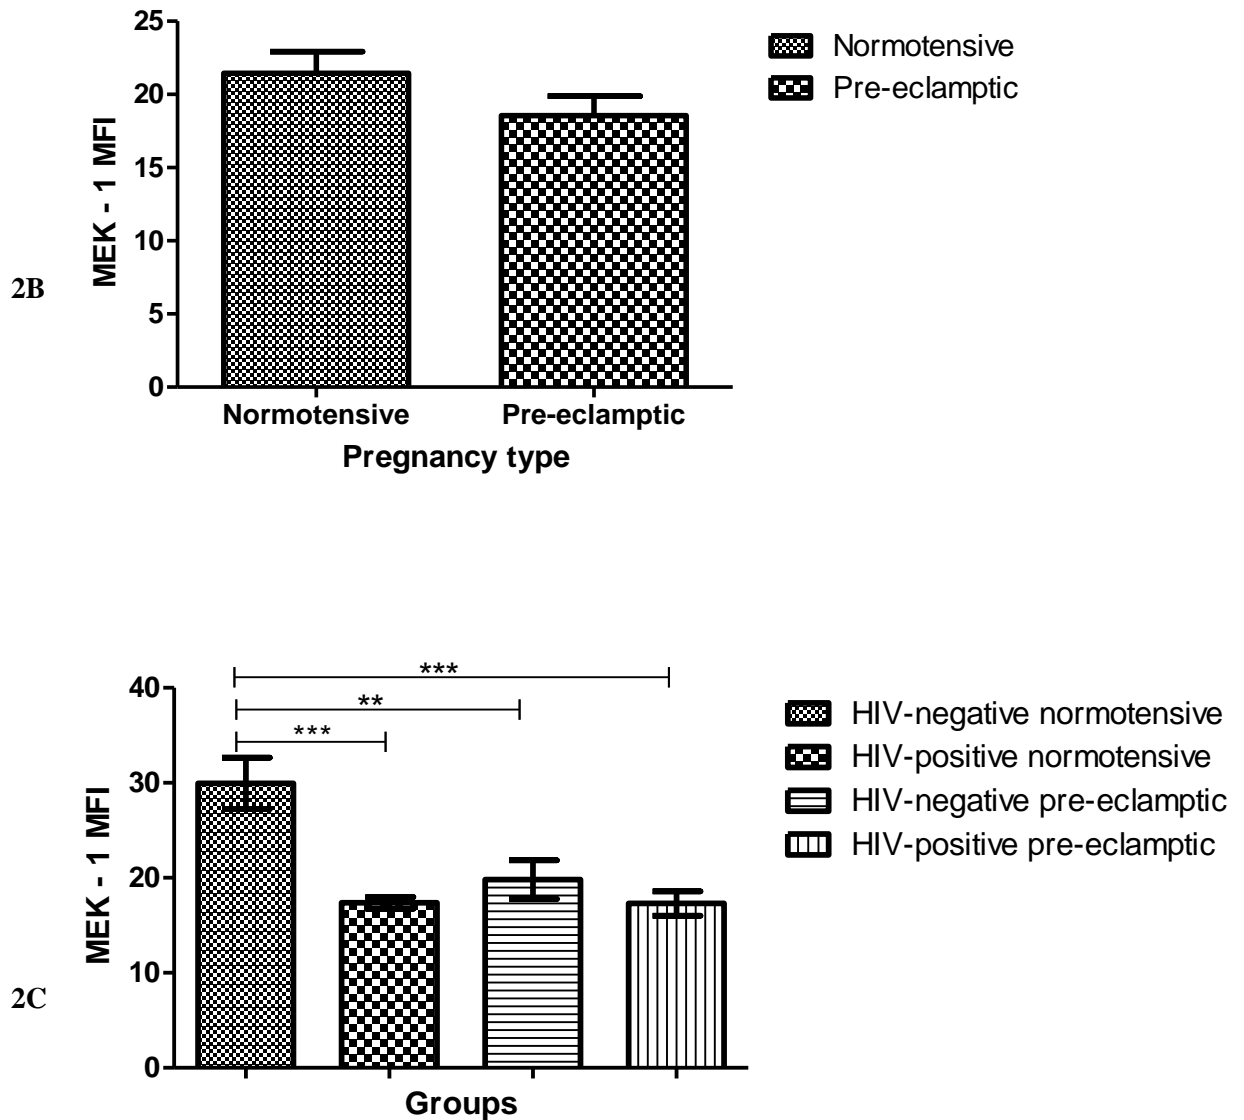 25
20
15
10
5
0
MEK - 1 MFI
2B
Normotensive
Pre-eclamptic
Pregnancy type
Normotensive
Pre-eclamptic
***
**
***
40
30
20
10
0
MEK - 1 MFI
2C
Groups
HIV-negative normotensive
HIV-positive normotensive
HIV-negative pre-eclamptic
HIV-positive pre-eclamptic